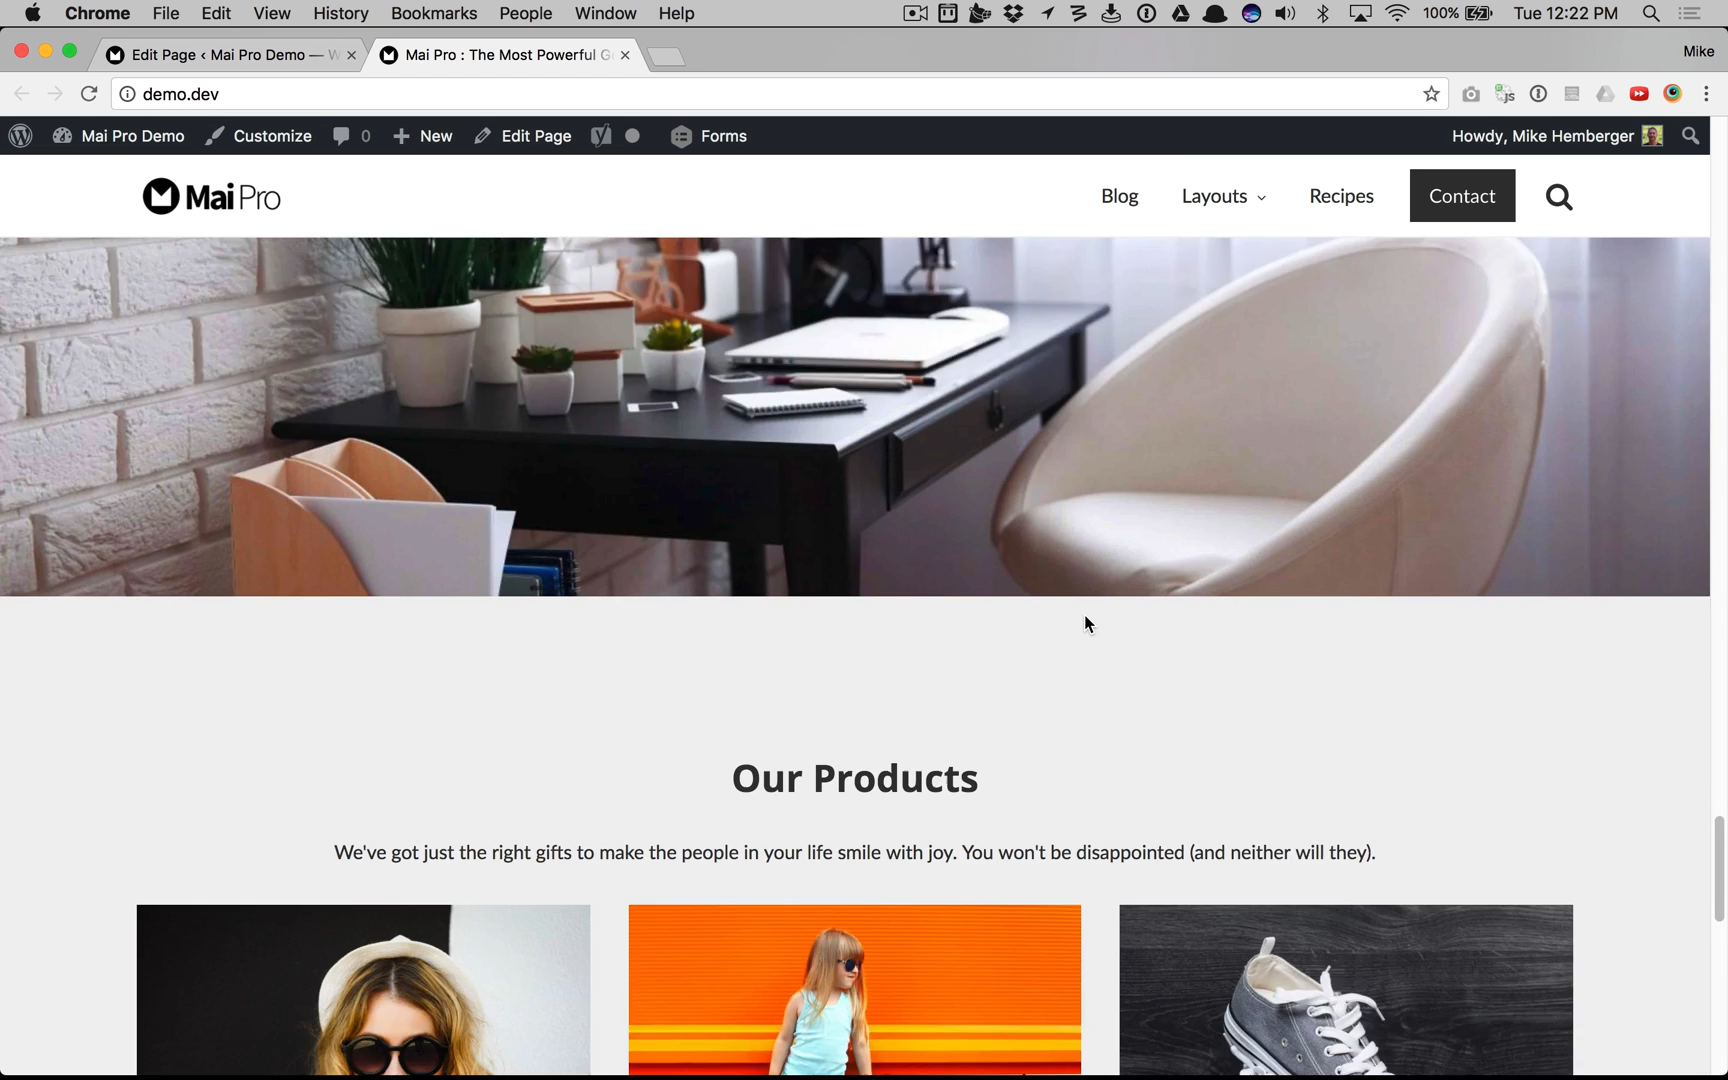 Chrome File Edit View History Bookmarks People Window Help 100% Tue 12:22 PM
Edit Page ‹ Mai Pro Demo — W Mai Pro : The Most Powerful G Mike
demo.dev
Mai Pro Demo Customize 0 New Edit Page Forms Howdy, Mike Hemberger
Mai Pro Blog Layouts Recipes Contact
Our Products
We've got just the right gifts to make the people in your life smile with joy. You won't be disappointed (and neither will they).